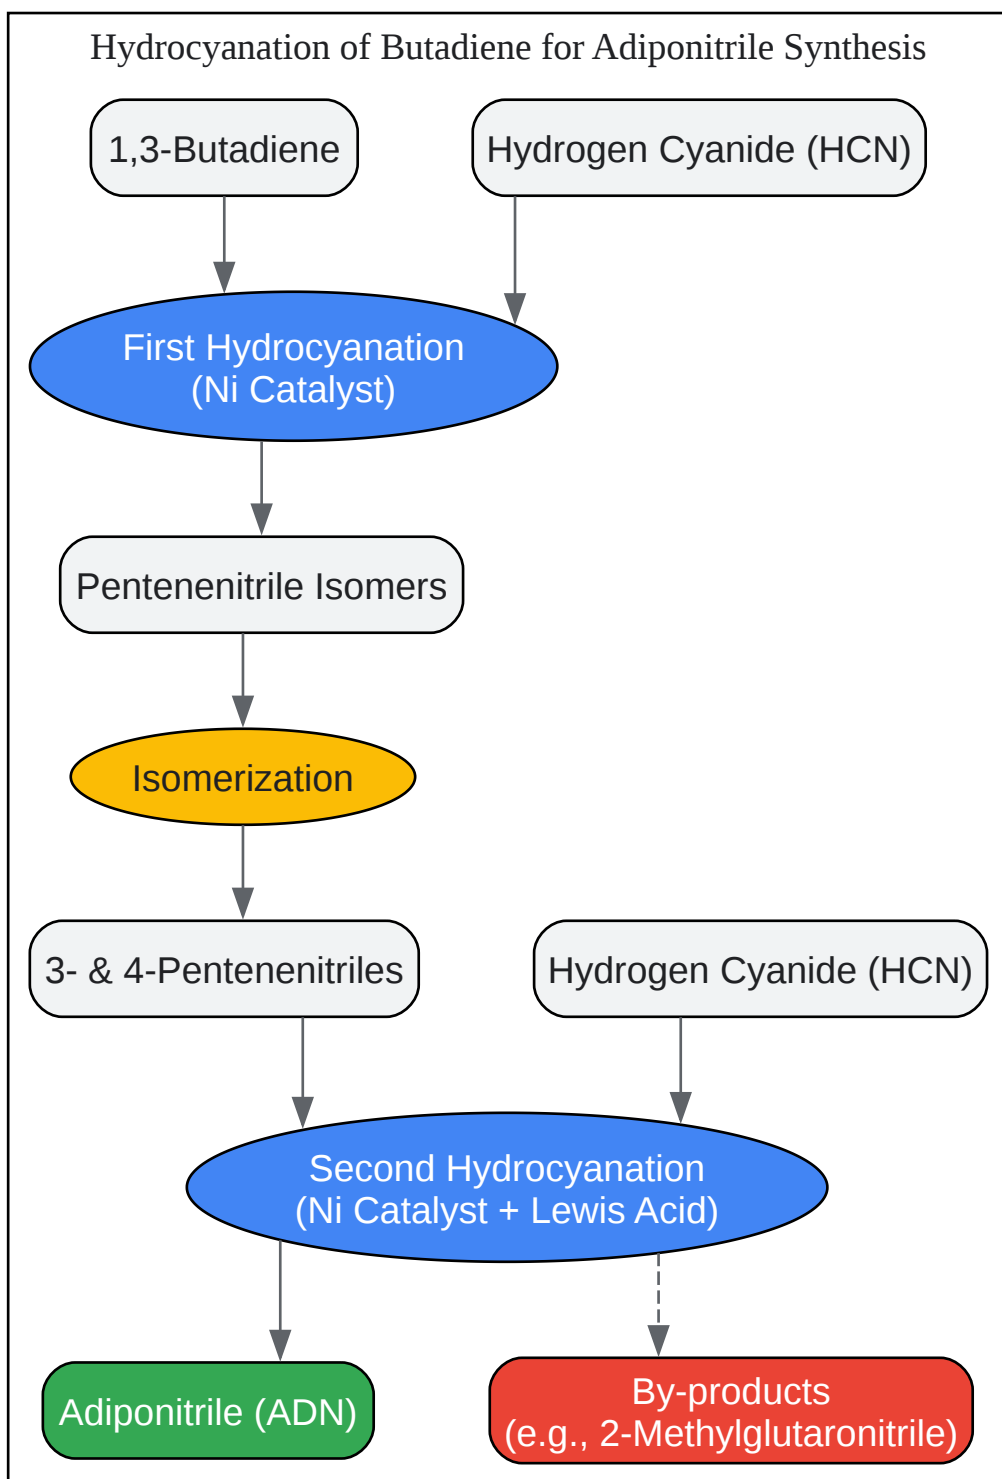 Hydrocyanation of Butadiene for Adiponitrile Synthesis
1,3-Butadiene
Hydrogen Cyanide (HCN)
First Hydrocyanation
(Ni Catalyst)
Pentenenitrile Isomers
Isomerization
3- & 4-Pentenenitriles
Hydrogen Cyanide (HCN)
Second Hydrocyanation
(Ni Catalyst + Lewis Acid)
Adiponitrile (ADN)
By-products
(e.g., 2-Methylglutaronitrile)